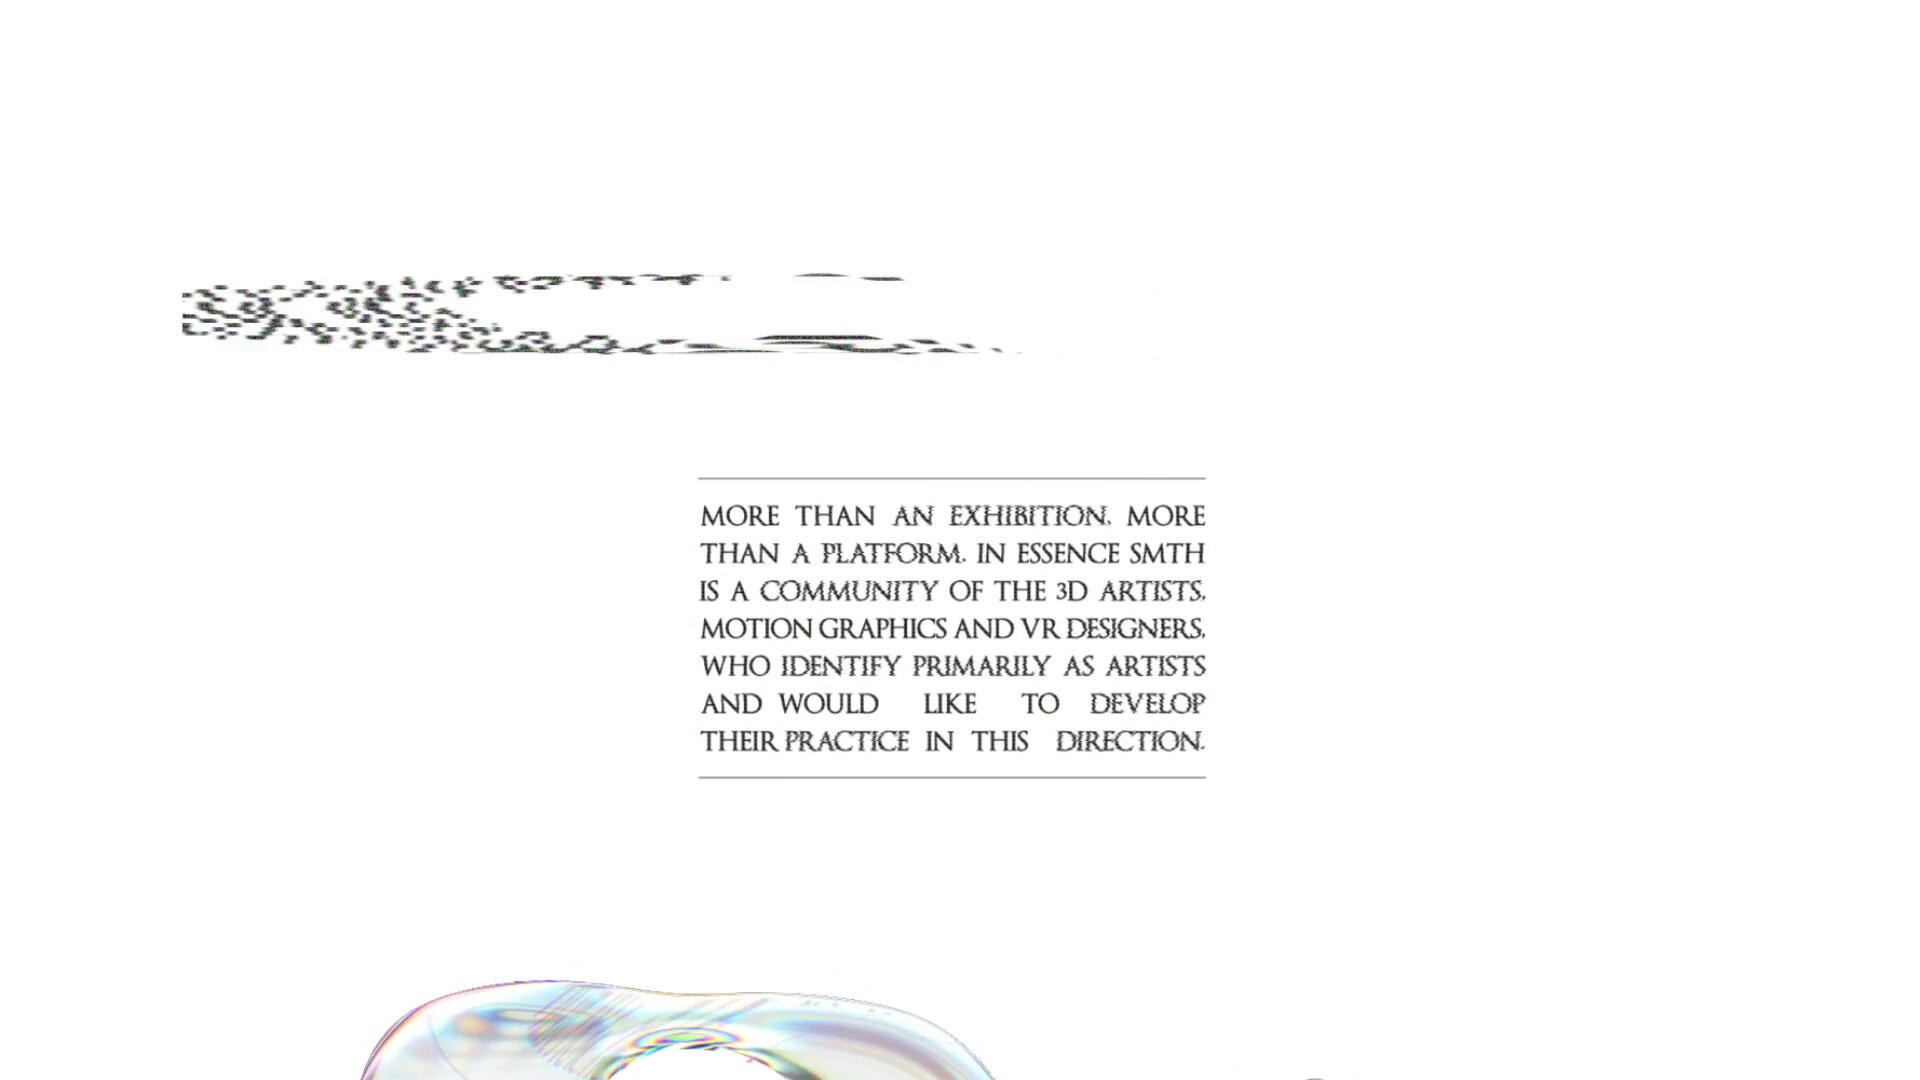 MORE THAN AN EXHIBITION, MORE
THAN A PLATFORM. IN ESSENCE SMTH
IS A COMMUNITY OF THE 3D ARTISTS,
MOTION GRAPHICS AND VR DESIGNERS,
WHO IDENTIFY PRIMARILY AS ARTISTS
AND WOULD LIKE TO DEVELOP
THEIR PRACTICE IN THIS DIRECTION.